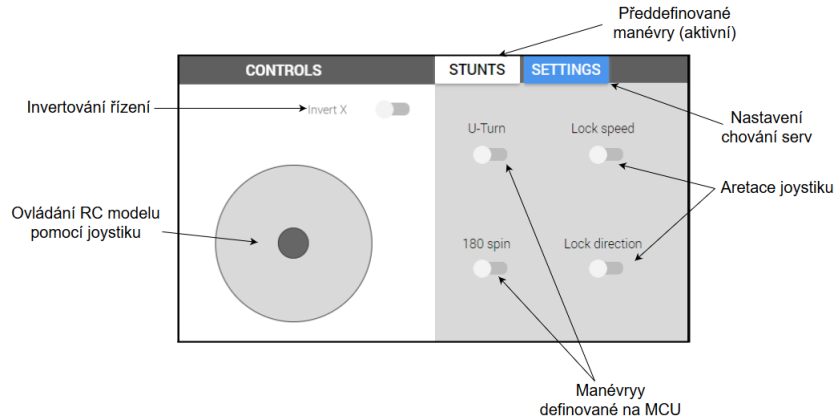 Předdefinované
manévry (aktivní)
CONTROLS
STUNTS
SETTINGS
Invertování řízení
Invert X
Nastavení
chování serv
U-Turn
Lock speed
Aretace joystiku
Ovládání RC modelu
pomocí joystiku
180 spin
Lock direction
Manévryy
definované na MCU